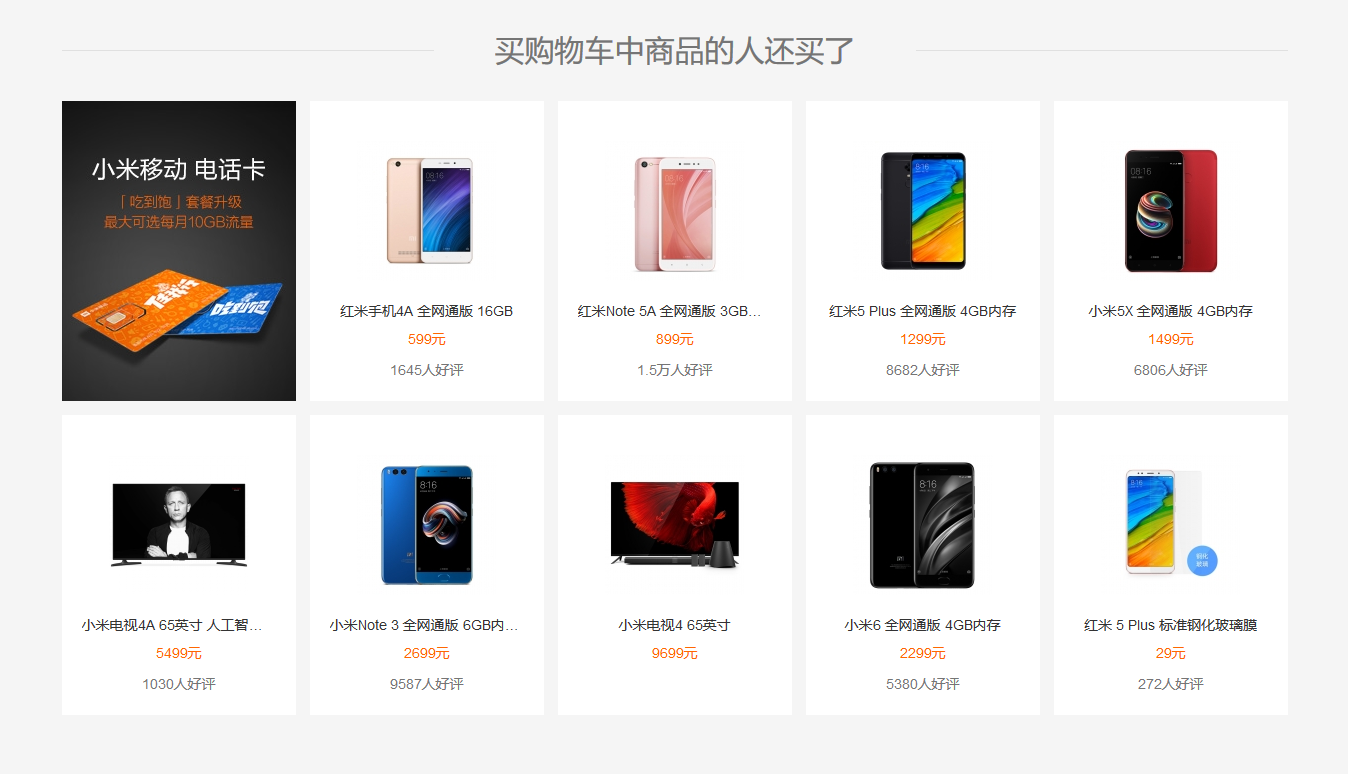 买购物车中商品的人还买了
小米移动 电话卡
「吃到饱」套餐升级
最大可选每月10GB流量
吃到饱
红米手机4A 全网通版 16GB
599元
1645人好评
红米Note 5A 全网通版 3GB...
899元
1.5万人好评
红米5 Plus 全网通版 4GB内存
1299元
8682人好评
小米5X 全网通版 4GB内存
1499元
6806人好评
小米电视4A 65英寸 人工智...
5499元
1030人好评
8:16
小米Note 3 全网通版 6GB内...
2699元
9587人好评
小米电视4 65英寸
9699元
8:16
小米6 全网通版 4GB内存
2299元
5380人好评
钢化
玻璃
红米 5 Plus 标准钢化玻璃膜
29元
272人好评